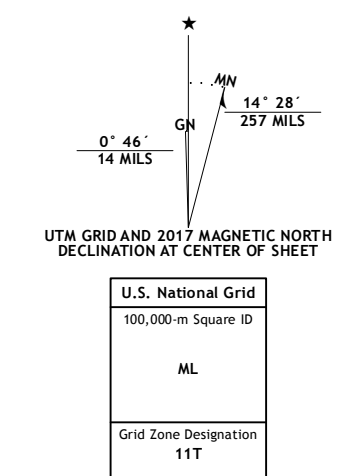 ★
MN
GN
14° 28´
257 MILS
0° 46´
14 MILS
UTM GRID AND 2017 MAGNETIC NORTH
DECLINATION AT CENTER OF SHEET
U.S. National Grid
100,000-m Square ID
ML
Grid Zone Designation
11T